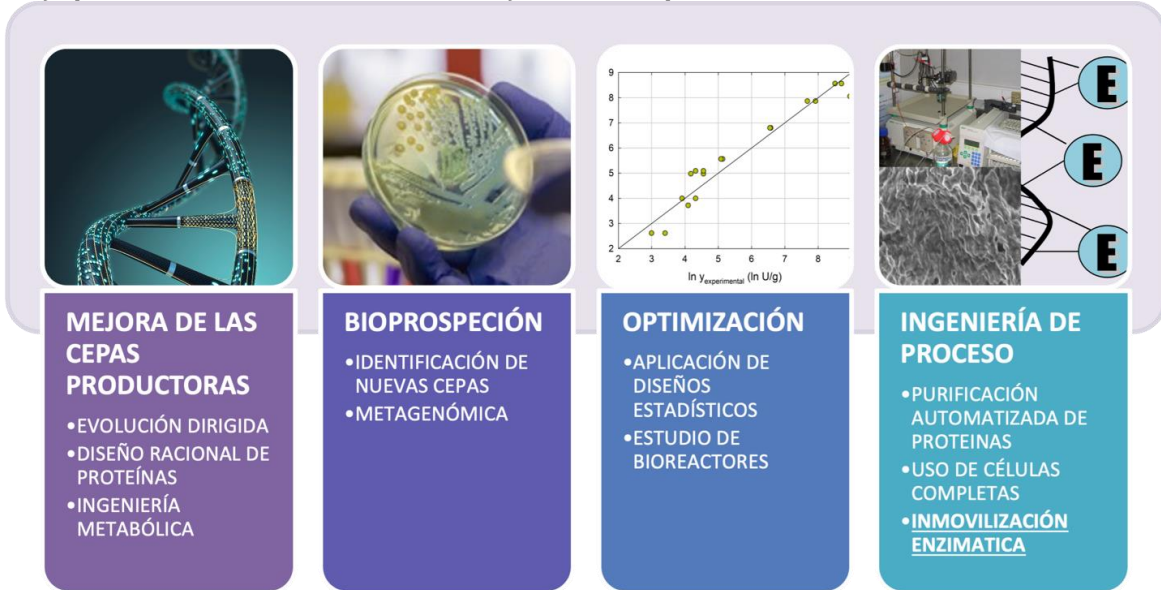 9
8
7
6
5
4
3
2
2 3 4 5 6 7 8
ln y experimental (ln U/g)
E
E
E
MEJORA DE LAS
CEPAS
PRODUCTORAS
•EVOLUCIÓN DIRIGIDA
•DISEÑO RACIONAL DE
PROTEÍNAS
•INGENIERÍA
METABÓLICA
BIOPROSPECIÓN
•IDENTIFICACIÓN DE
NUEVAS CEPAS
•METAGENÓMICA
OPTIMIZACIÓN
•APLICACIÓN DE
DISEÑOS
ESTADÍSTICOS
•ESTUDIO DE
BIOREACTORES
INGENIERÍA DE
PROCESO
•PURIFICACIÓN
AUTOMATIZADA DE
PROTEINAS
•USO DE CÉLULAS
COMPLETAS
•INMOVILIZACIÓN
ENZIMATICA